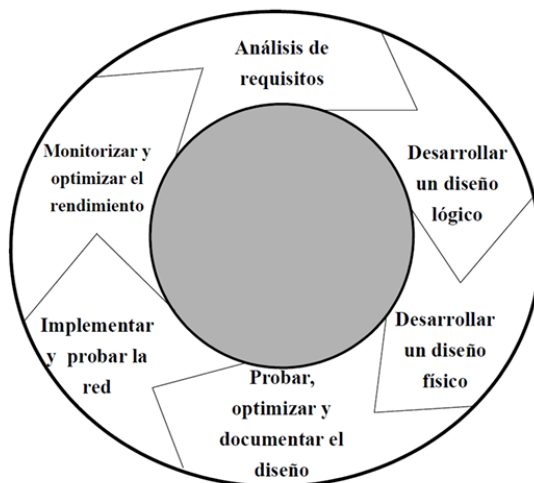 Análisis de
requisitos
Desarrollar
un diseño
lógico
Desarrollar
un diseño
físico
Probar,
optimizar y
documentar el
diseño
Implementar
y probar la
red
Monitorizar y
optimizar el
rendimiento